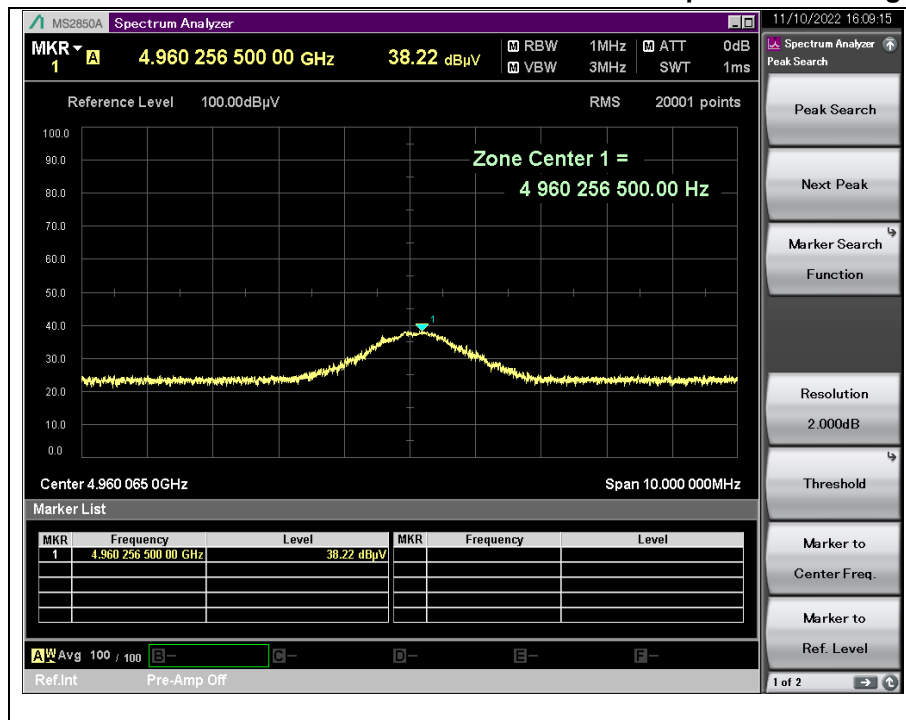 MS2850A Spectrum Analyzer
11/10/2022 16:09:15
MKR 1 A 4.960 256 500 00 GHz 38.22 dBµV
M RBW 1MHz M ATT 0dB
M VBW 3MHz SWT 1ms
Reference Level 100.00dBµV RMS 20001 points
100.0
90.0
80.0
70.0
60.0
50.0
40.0
30.0
20.0
10.0
0.0
Zone Center 1 =
4 960 256 500.00 Hz
1
Center 4.960 065 0GHz Span 10.000 000MHz
Marker List
MKR Frequency Level MKR Frequency Level
1 4.960 256 500 00 GHz 38.22 dBµV
A W Avg 100 / 100 B- C- D- E- F-
Ref.Int Pre-Amp Off
Spectrum Analyzer
Peak Search
Peak Search
Next Peak
Marker Search
Function
Resolution
2.000dB
Threshold
Marker to
Center Freq.
Marker to
Ref. Level
1 of 2